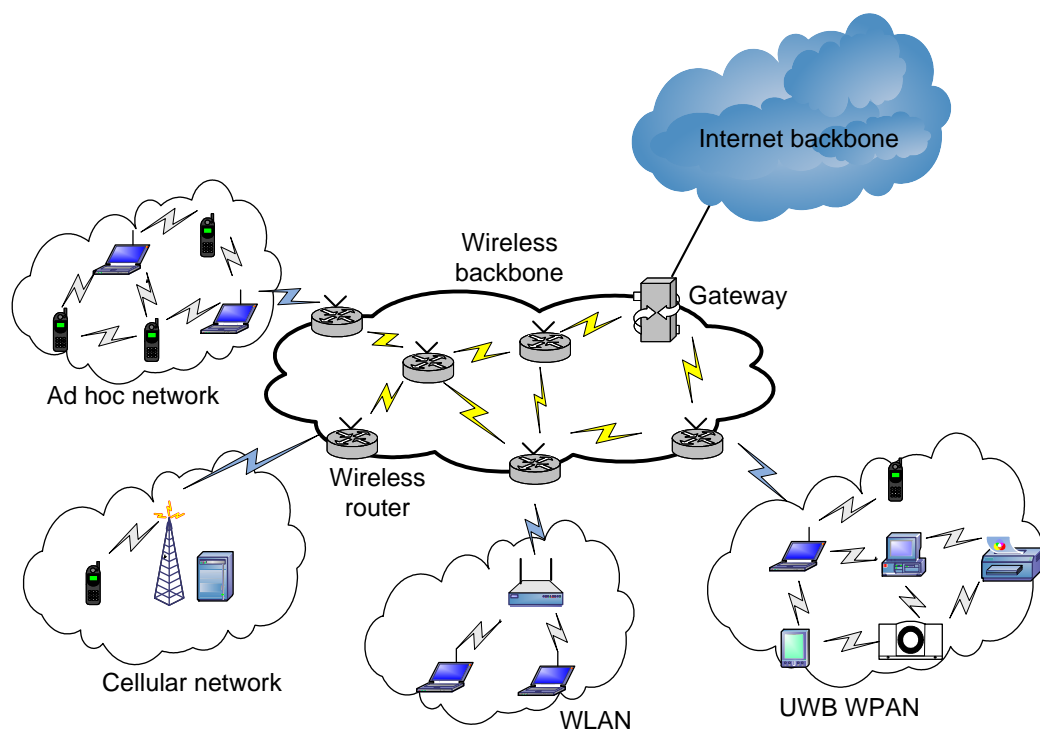 Internet backbone
Wireless
backbone
Gateway
Ad hoc network
Wireless
router
Cellular network
WLAN
UWB WPAN